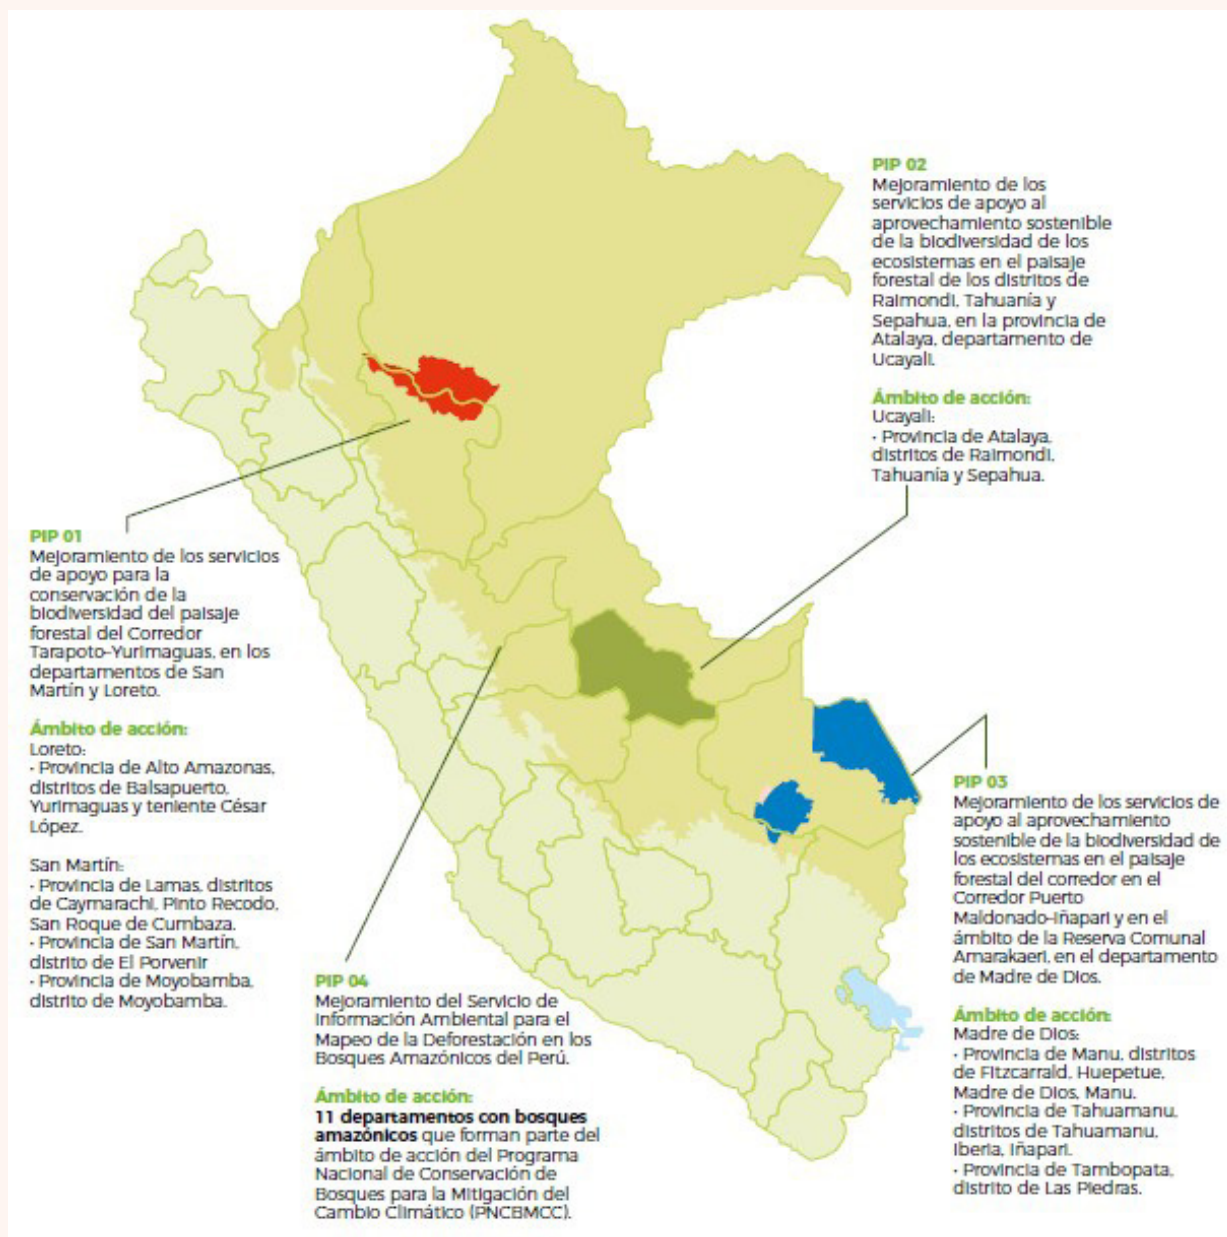 PIP 02
Mejoramiento de los
servicios de apoyo al
aprovechamiento sostenible
de la biodiversidad de los
ecosistemas en el paisaje
forestal de los distritos de
Raimondi, Tahuanía y
Sepahua, en la provincia de
Atalaya, departamento de
Ucayali.
Ámbito de acción:
Ucayali:
• Provincia de Atalaya,
distritos de Raimondi,
Tahuanía y Sepahua.
PIP 01
Mejoramiento de los servicios
de apoyo para la
conservación de la
biodiversidad del paisaje
forestal del Corredor
Tarapoto-Yurimaguas, en los
departamentos de San
Martín y Loreto.
Ámbito de acción:
Loreto:
• Provincia de Alto Amazonas,
distritos de Balsapuerto,
Yurimaguas y teniente César
López.
San Martín:
• Provincia de Lamas, distritos
de Caymarachi, Pinto Recodo,
San Roque de Cumbaza.
• Provincia de San Martín,
distrito de El Porvenir
• Provincia de Moyobamba,
distrito de Moyobamba.
PIP 04
Mejoramiento del Servicio de
Información Ambiental para el
Mapeo de la Deforestación en los
Bosques Amazónicos del Perú.
Ámbito de acción:
11 departamentos con bosques
amazónicos que forman parte del
ámbito de acción del Programa
Nacional de Conservación de
Bosques para la Mitigación del
Cambio Climático (PNCBMCC).
PIP 03
Mejoramiento de los servicios de
apoyo al aprovechamiento
sostenible de la biodiversidad de
los ecosistemas en el paisaje
forestal del corredor en el
Corredor Puerto
Maldonado-Iñapari y en el
ámbito de la Reserva Comunal
Amarakaeri, en el departamento
de Madre de Dios.
Ámbito de acción:
Madre de Dios:
• Provincia de Manu, distritos
de Fitzcarrald, Huepetue,
Madre de Dios, Manu.
• Provincia de Tahuamanu,
distritos de Tahuamanu,
Iberia, Iñapari.
• Provincia de Tambopata,
distrito de Las Piedras.